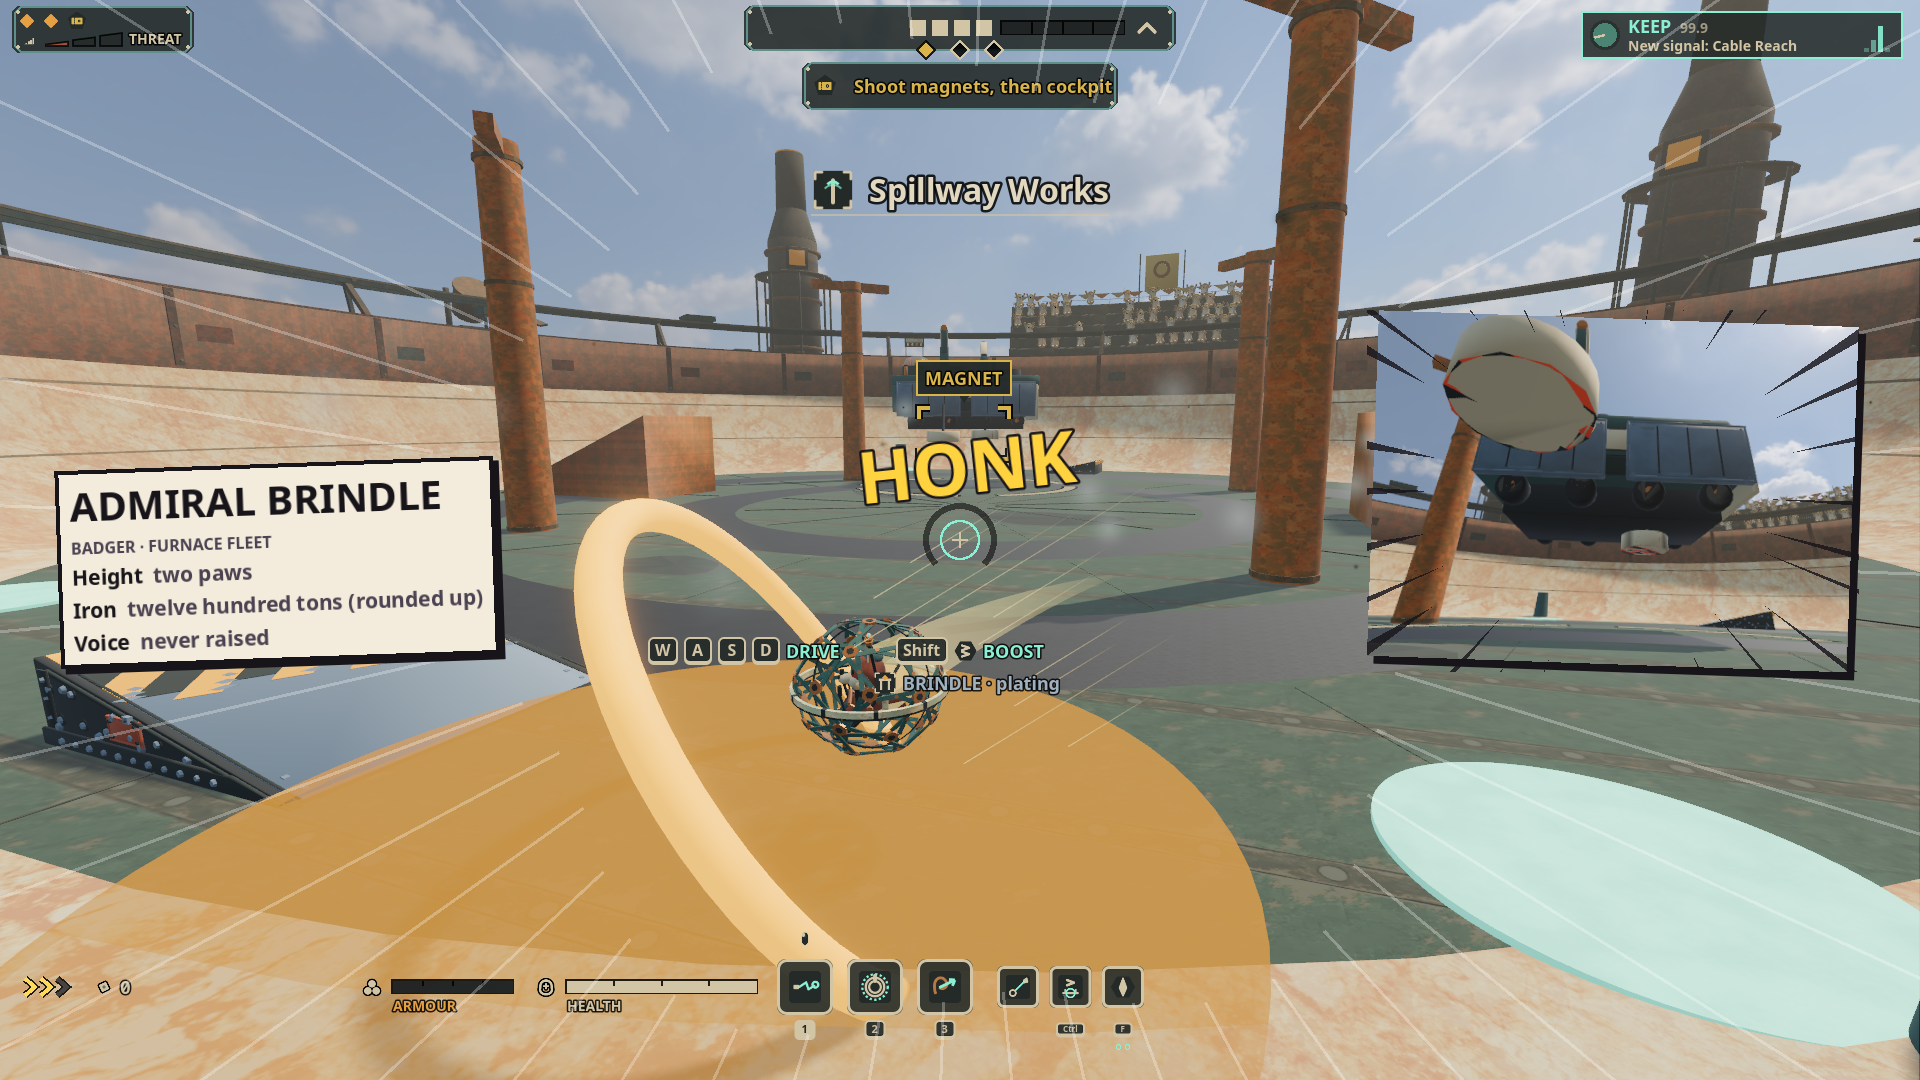 THREAT
Shoot magnets, then cockpit
KEEP 99.9
New signal: Cable Reach
Spillway Works
MAGNET
HONK
ADMIRAL BRINDLE
BADGER · FURNACE FLEET
Height two paws
Iron twelve hundred tons (rounded up)
Voice never raised
W A S D DRIVE Shift BOOST
BRINDLE · plating
0
ARMOUR
HEALTH
1 2 3 Ctrl F